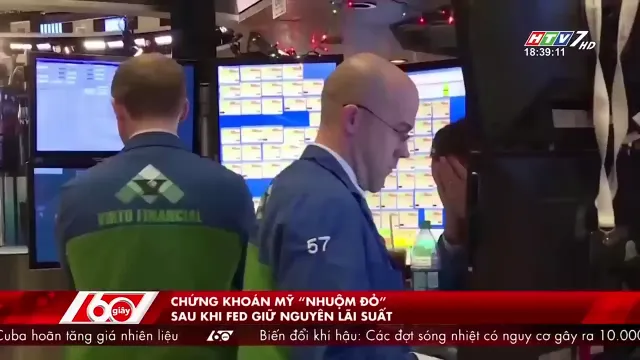 HTV7 HD
18:39:11
VIRTU FINANCIAL
57
60 giây
CHỨNG KHOÁN MỸ "NHUỘM ĐỎ"
SAU KHI FED GIỮ NGUYÊN LÃI SUẤT
Cuba hoãn tăng giá nhiên liệu 60 giây Biến đổi khí hậu: Các đợt sóng nhiệt có nguy cơ gây ra 10.000